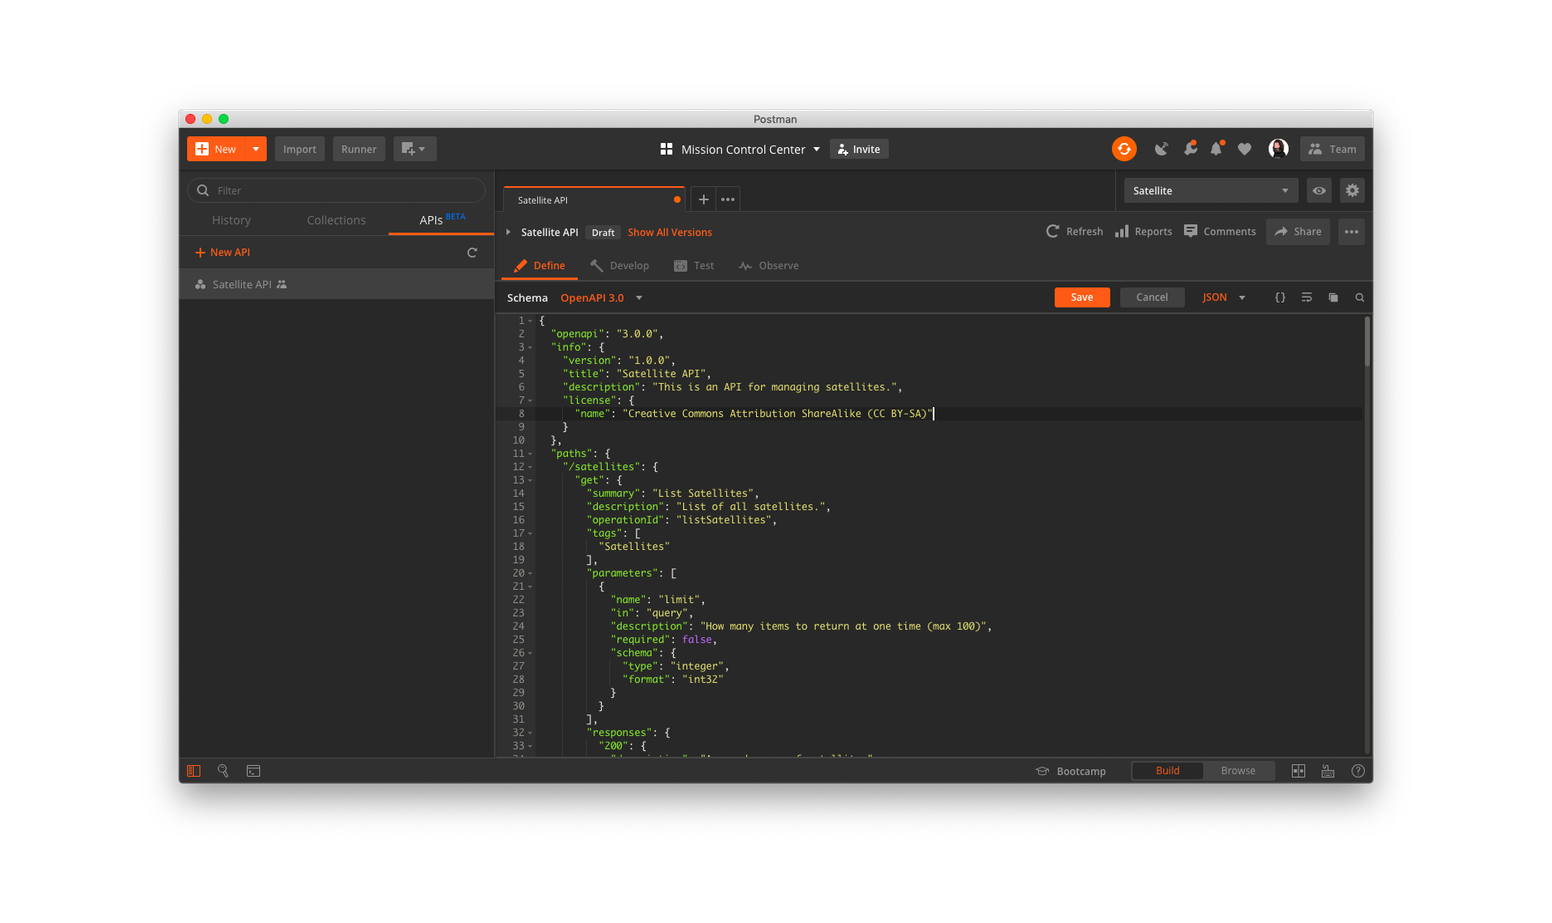 Postman
New
Import
Runner
Mission Control Center
Invite
Team
Filter
History
Collections
APIs BETA
New API
Satellite API
Satellite API
Satellite
Satellite API
Draft
Show All Versions
Refresh
Reports
Comments
Share
Define
Develop
Test
Observe
Schema
OpenAPI 3.0
Save
Cancel
JSON
1 {
2 "openapi": "3.0.0",
3 "info": {
4 "version": "1.0.0",
5 "title": "Satellite API",
6 "description": "This is an API for managing satellites.",
7 "license": {
8 "name": "Creative Commons Attribution ShareAlike (CC BY-SA)"
9 }
10 },
11 "paths": {
12 "/satellites": {
13 "get": {
14 "summary": "List Satellites",
15 "description": "List of all satellites.",
16 "operationId": "listSatellites",
17 "tags": [
18 "Satellites"
19 ],
20 "parameters": [
21 {
22 "name": "limit",
23 "in": "query",
24 "description": "How many items to return at one time (max 100)",
25 "required": false,
26 "schema": {
27 "type": "integer",
28 "format": "int32"
29 }
30 }
31 ],
32 "responses": {
33 "200": {
Bootcamp
Build
Browse